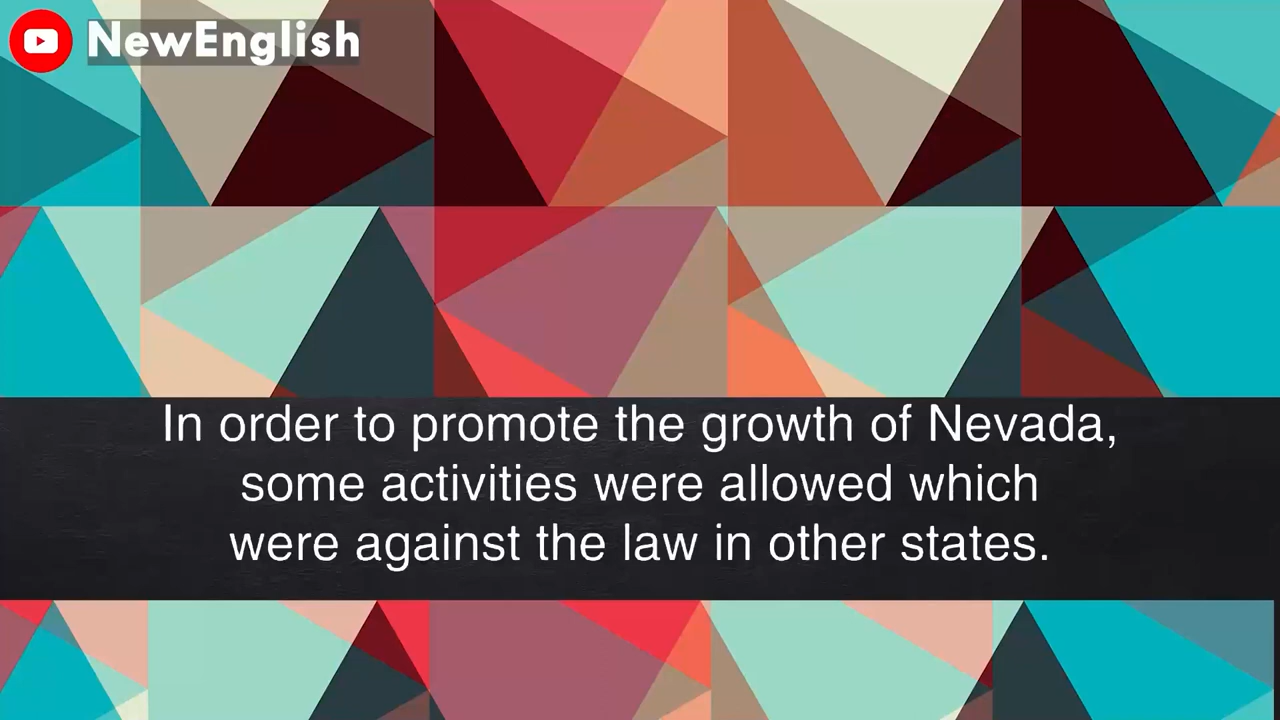 NewEnglish
In order to promote the growth of Nevada,
some activities were allowed which
were against the law in other states.